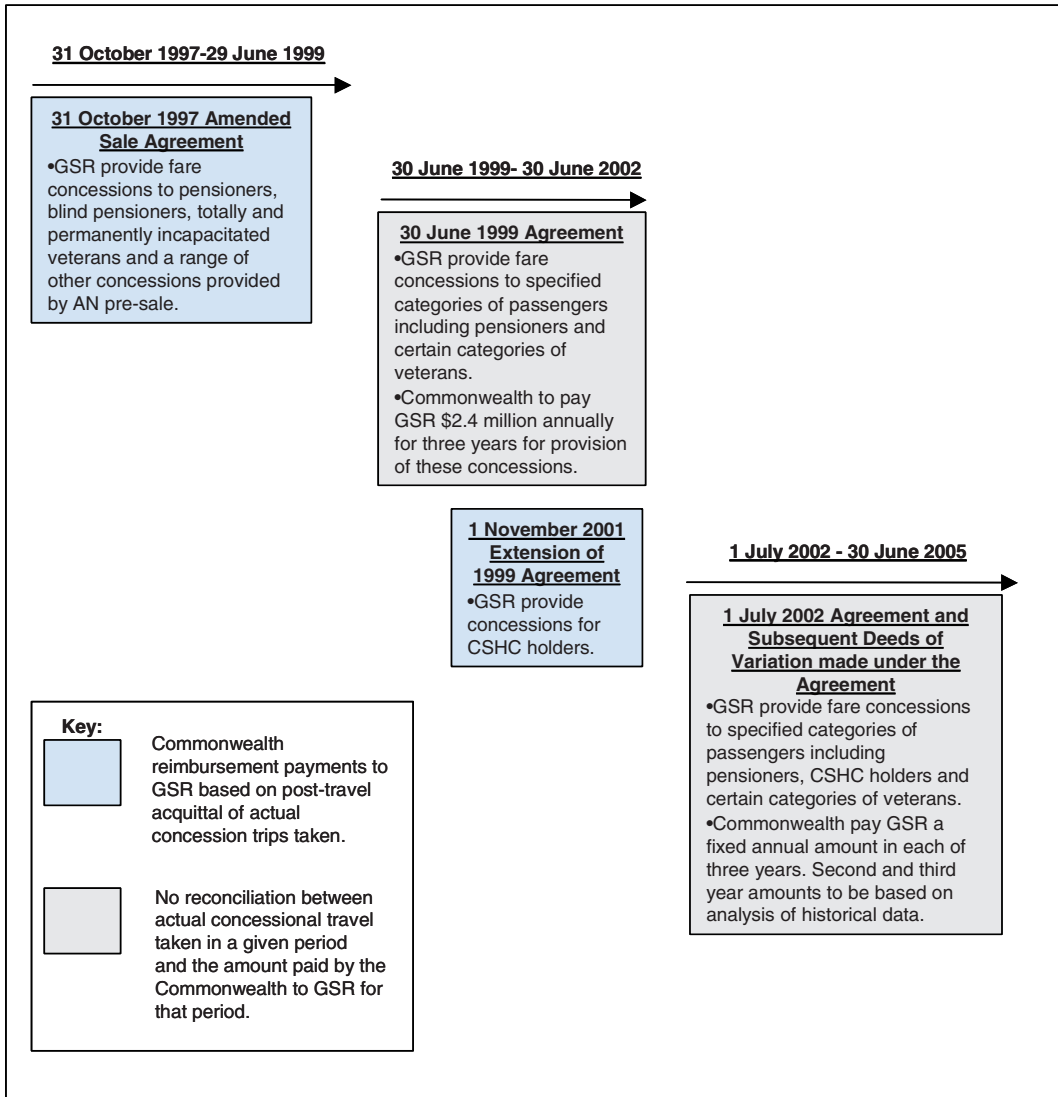 31 October 1997-29 June 1999
31 October 1997 Amended
Sale Agreement
•GSR provide fare
concessions to pensioners,
blind pensioners, totally and
permanently incapacitated
veterans and a range of
other concessions provided
by AN pre-sale.
30 June 1999- 30 June 2002
30 June 1999 Agreement
•GSR provide fare
concessions to specified
categories of passengers
including pensioners and
certain categories of
veterans.
•Commonwealth to pay
GSR $2.4 million annually
for three years for provision
of these concessions.
1 November 2001
Extension of
1999 Agreement
•GSR provide
concessions for
CSHC holders.
1 July 2002 - 30 June 2005
1 July 2002 Agreement and
Subsequent Deeds of
Variation made under the
Agreement
•GSR provide fare concessions
to specified categories of
passengers including
pensioners, CSHC holders and
certain categories of veterans.
•Commonwealth pay GSR a
fixed annual amount in each of
three years. Second and third
year amounts to be based on
analysis of historical data.
Key:
Commonwealth
reimbursement payments to
GSR based on post-travel
acquittal of actual
concession trips taken.
No reconciliation between
actual concessional travel
taken in a given period
and the amount paid by the
Commonwealth to GSR for
that period.